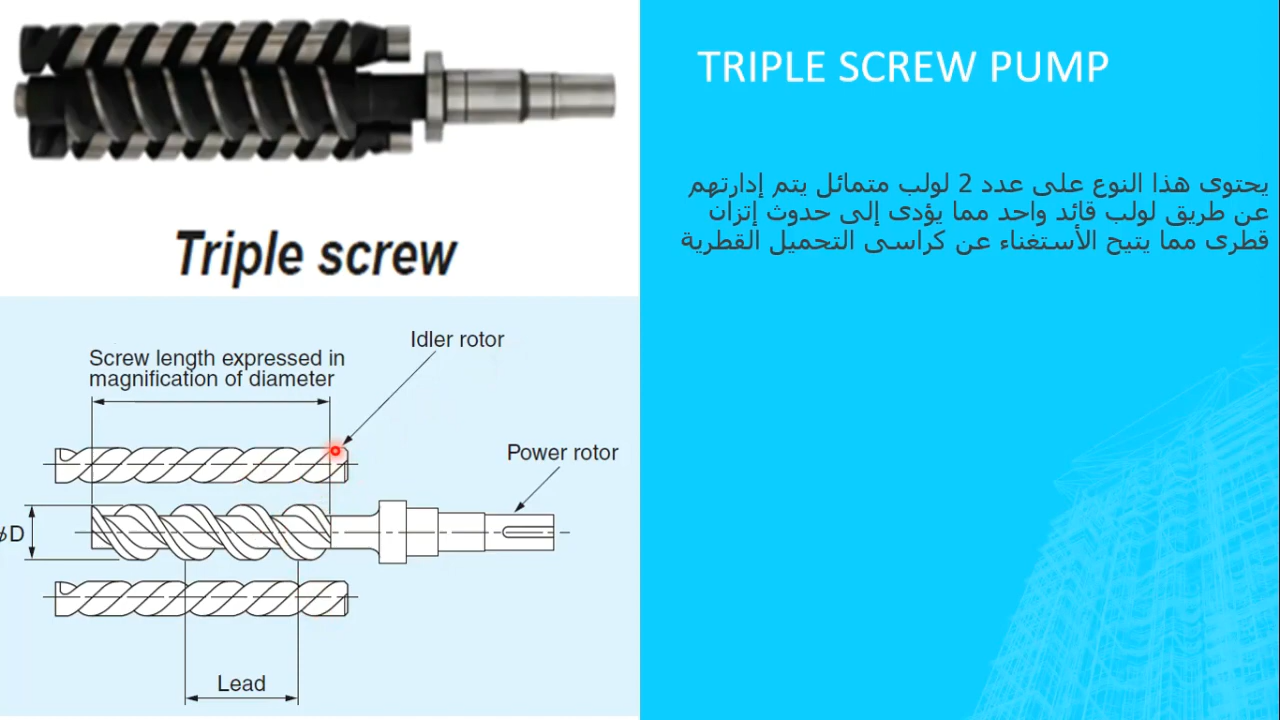 TRIPLE SCREW PUMP
يحتوى هذا النوع على عدد 2 لولب متماثل يتم إدارتهم
عن طريق لولب قائد واحد مما يؤدى إلى حدوث إتزان
قطرى مما يتيح الأستغناء عن كراسى التحميل القطرية
Triple screw
Idler rotor
Screw length expressed in
magnification of diameter
Power rotor
φD
Lead